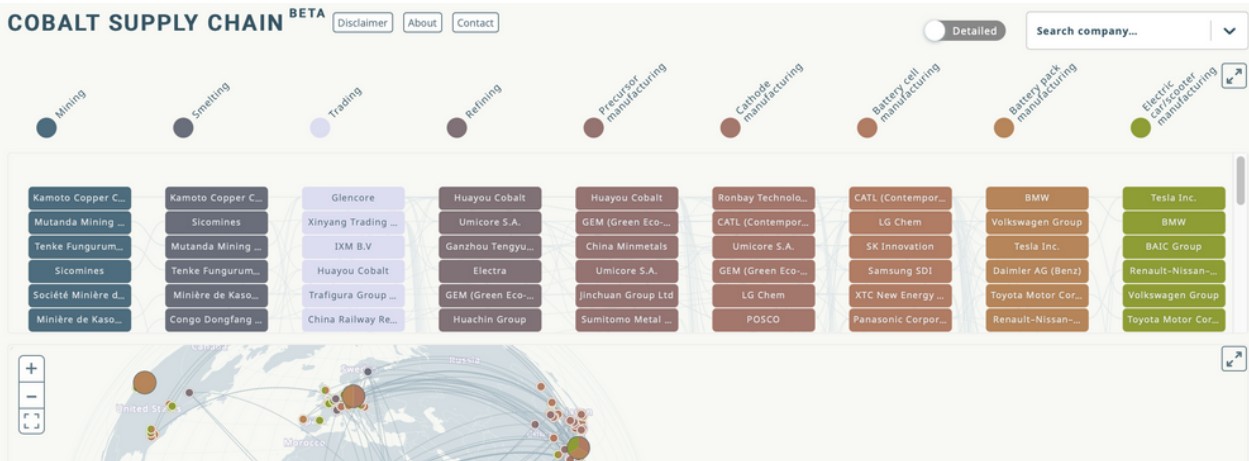 COBALT SUPPLY CHAIN BETA Disclaimer About Contact
Detailed Search company...
Mining Smelting Trading Refining Precursor manufacturing Cathode manufacturing Battery cell manufacturing Battery pack manufacturing Electric car/scooter manufacturing
Kamoto Copper C... Kamoto Copper C... Glencore Huayou Cobalt Huayou Cobalt Ronbay Technolo... CATL (Contempor... BMW Tesla Inc.
Mutanda Mining ... Sicomines Xinyang Trading ... Umicore S.A. GEM (Green Eco-... CATL (Contempor... LG Chem Volkswagen Group BMW
Tenke Fungurum... Mutanda Mining ... IXM B.V Ganzhou Tengyu... China Minmetals Umicore S.A. SK Innovation Tesla Inc. BAIC Group
Sicomines Tenke Fungurum... Huayou Cobalt Electra Umicore S.A. GEM (Green Eco-... Samsung SDI Daimler AG (Benz) Renault–Nissan–...
Société Minière d... Minière de Kaso... Trafigura Group ... GEM (Green Eco-... Jinchuan Group Ltd LG Chem XTC New Energy ... Toyota Motor Cor... Volkswagen Group
Minière de Kaso... Congo Dongfang ... China Railway Re... Huachin Group Sumitomo Metal ... POSCO Panasonic Corpor... Renault–Nissan–... Toyota Motor Cor...
Canada
Russia
United States
Morocco